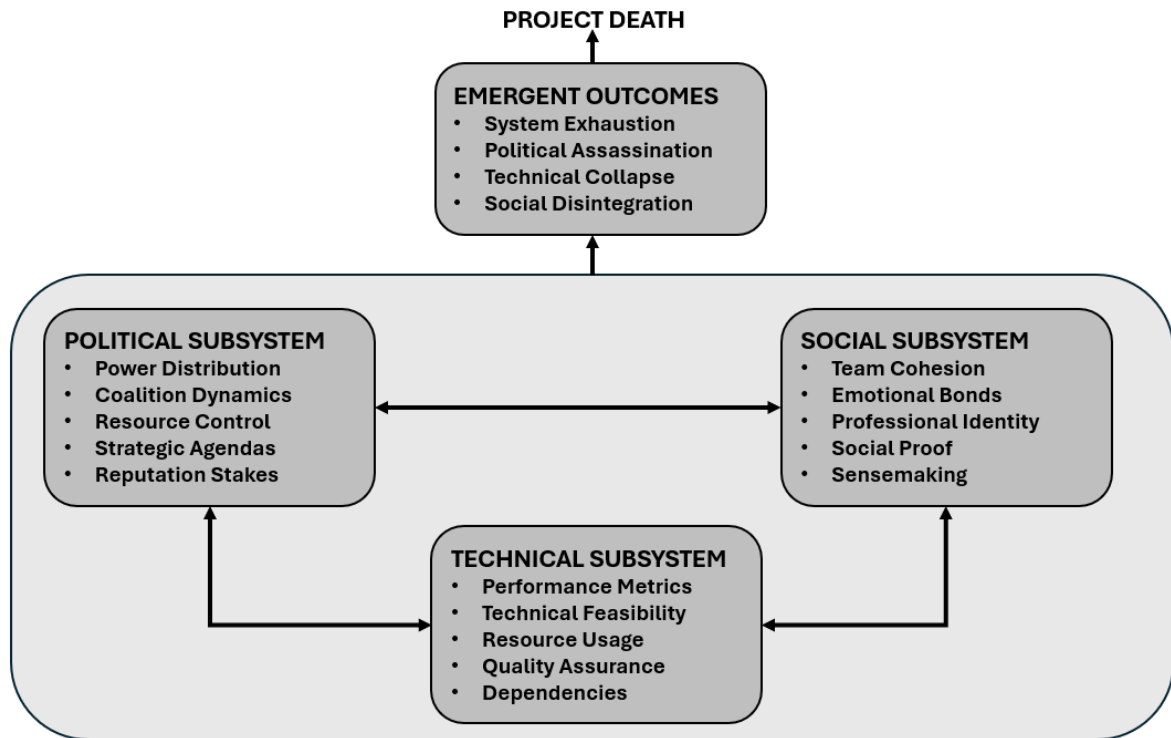 PROJECT DEATH
EMERGENT OUTCOMES
• System Exhaustion
• Political Assassination
• Technical Collapse
• Social Disintegration
POLITICAL SUBSYSTEM
• Power Distribution
• Coalition Dynamics
• Resource Control
• Strategic Agendas
• Reputation Stakes
SOCIAL SUBSYSTEM
• Team Cohesion
• Emotional Bonds
• Professional Identity
• Social Proof
• Sensemaking
TECHNICAL SUBSYSTEM
• Performance Metrics
• Technical Feasibility
• Resource Usage
• Quality Assurance
• Dependencies